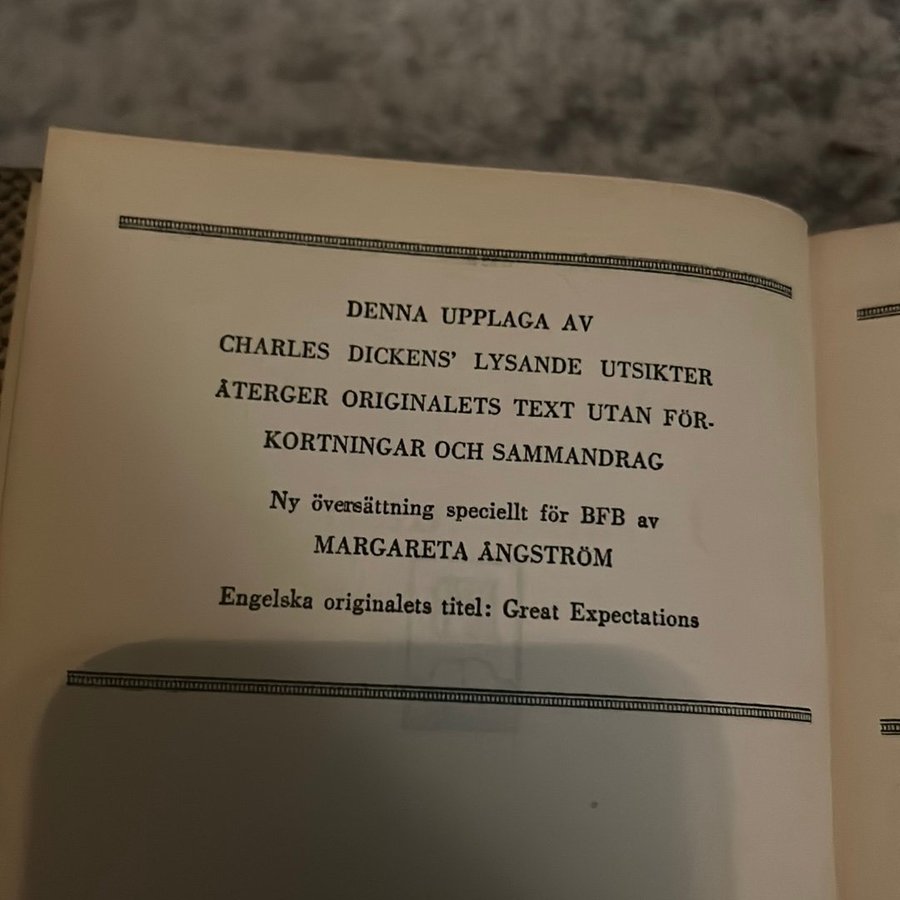 DENNA UPPLAGA AV
CHARLES DICKENS’ LYSANDE UTSIKTER
ÅTERGER ORIGINALETS TEXT UTAN FÖR-
KORTNINGAR OCH SAMMANDRAG
Ny översättning speciellt för BFB av
MARGARETA ÅNGSTRÖM
Engelska originalets titel: Great Expectations